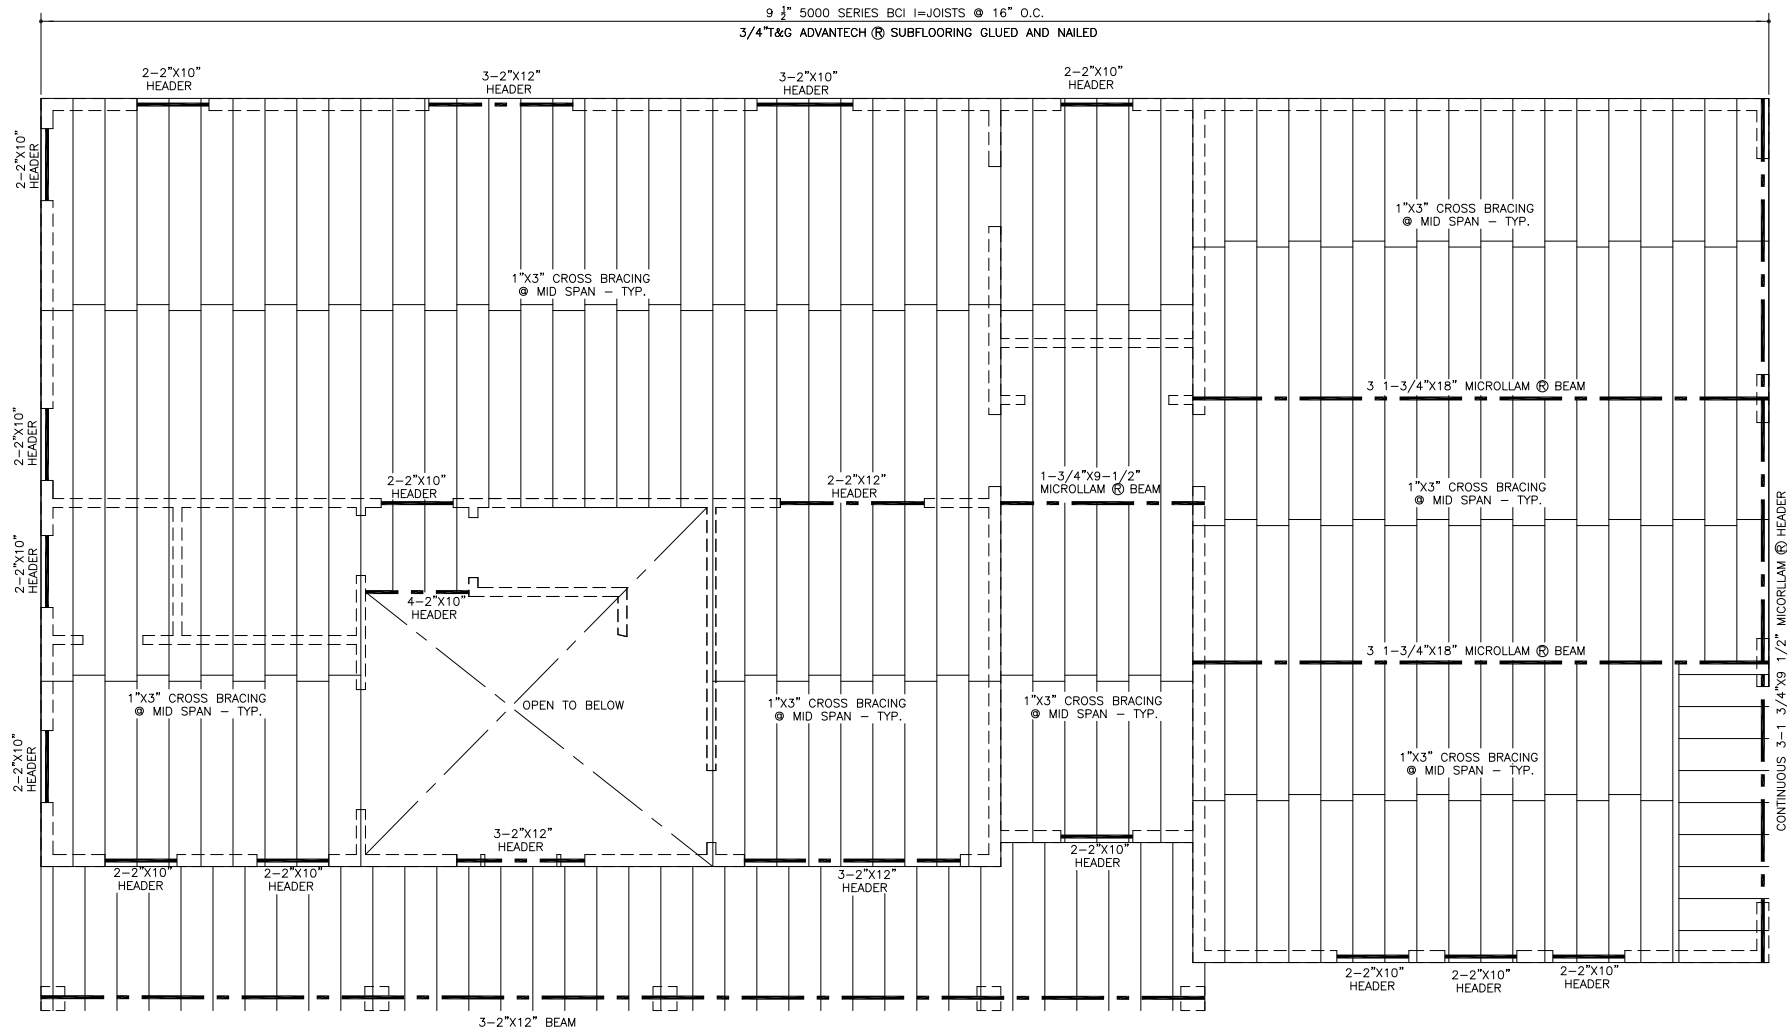 9 1/2" 5000 SERIES BCI I=JOISTS @ 16" O.C.
3/4"T&G ADVANTECH ® SUBFLOORING GLUED AND NAILED
2-2"X10"
HEADER
3-2"X12"
HEADER
3-2"X10"
HEADER
2-2"X10"
HEADER
2-2"X10"
HEADER
1"X3" CROSS BRACING
@ MID SPAN - TYP.
1"X3" CROSS BRACING
@ MID SPAN - TYP.
3 1-3/4"X18" MICROLLAM ® BEAM
2-2"X10"
HEADER
2-2"X10"
HEADER
2-2"X12"
HEADER
1-3/4"X9-1/2"
MICROLLAM ® BEAM
1"X3" CROSS BRACING
@ MID SPAN - TYP.
2-2"X10"
HEADER
4-2"X10"
HEADER
3 1-3/4"X18" MICROLLAM ® BEAM
CONTINUOUS 3-1 3/4"X9 1/2" MICORLLAM ® HEADER
1"X3" CROSS BRACING
@ MID SPAN - TYP.
OPEN TO BELOW
1"X3" CROSS BRACING
@ MID SPAN - TYP.
1"X3" CROSS BRACING
@ MID SPAN - TYP.
1"X3" CROSS BRACING
@ MID SPAN - TYP.
2-2"X10"
HEADER
3-2"X12"
HEADER
2-2"X10"
HEADER
2-2"X10"
HEADER
2-2"X10"
HEADER
3-2"X12"
HEADER
2-2"X10"
HEADER
2-2"X10"
HEADER
2-2"X10"
HEADER
3-2"X12" BEAM